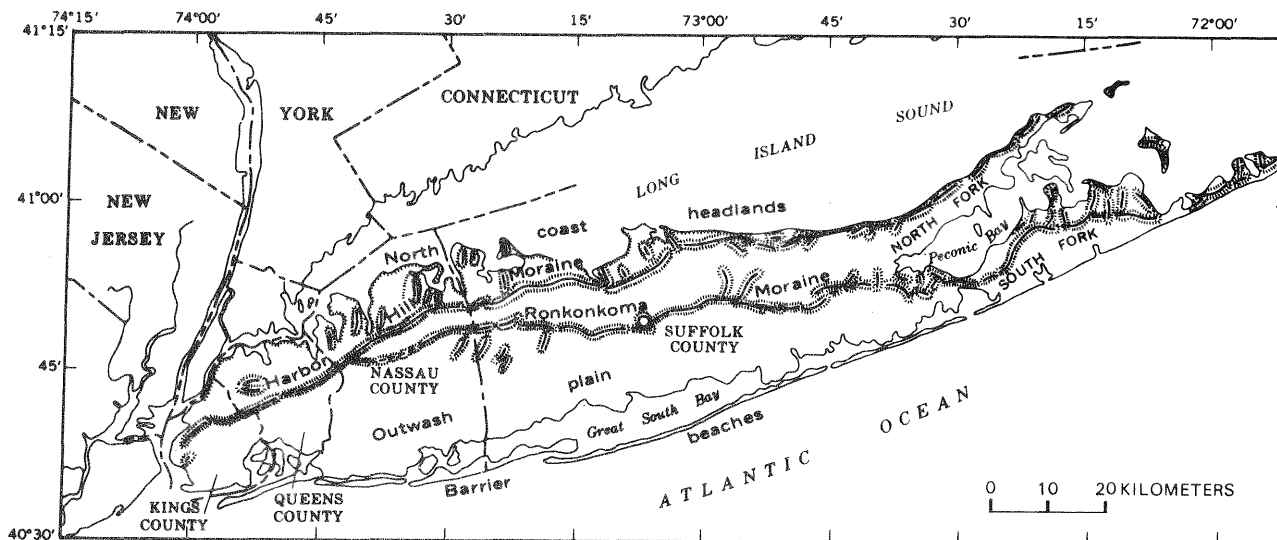 74°15′ 74°00′ 45′ 30′ 15′ 73°00′ 45′ 30′ 15′ 72°00′
41°15′
NEW YORK
CONNECTICUT
LONG ISLAND SOUND
41°00′
NEW JERSEY
North coast headlands
NORTH FORK
Peconic Bay
SOUTH FORK
Harbor Hill Moraine
Ronkonkoma Moraine
SUFFOLK COUNTY
NASSAU COUNTY
45′
Outwash plain
Great South Bay
Barrier beaches
ATLANTIC OCEAN
KINGS COUNTY
QUEENS COUNTY
40°30′
0 10 20 KILOMETERS